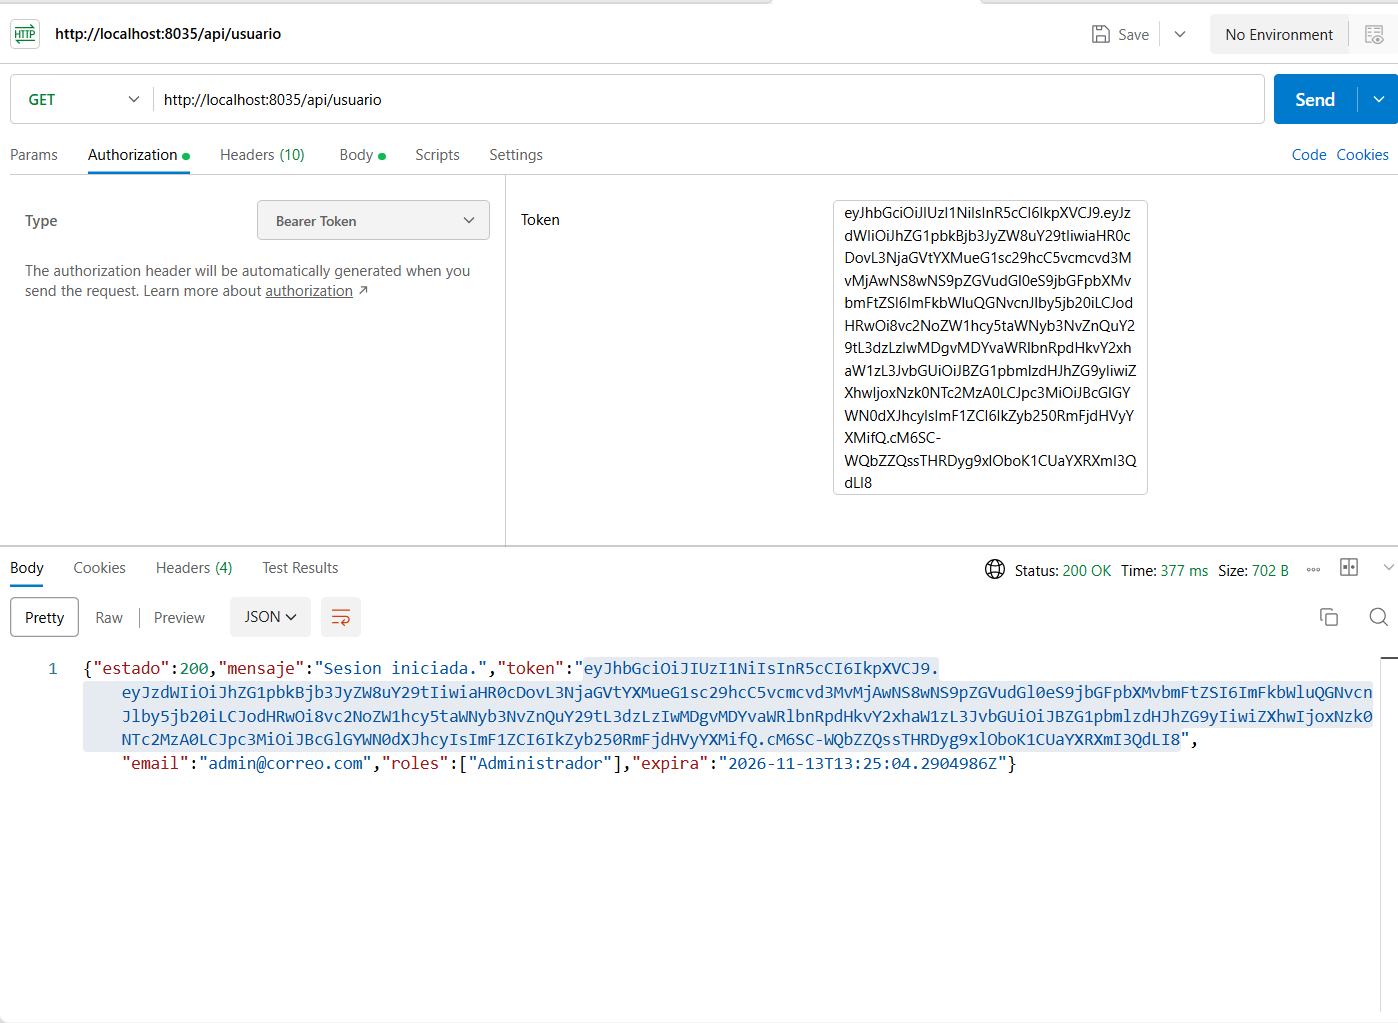 HTTP
http://localhost:8035/api/usuario
Save
No Environment
GET
http://localhost:8035/api/usuario
Send
Params
Authorization
Headers (10)
Body
Scripts
Settings
Code
Cookies
Type
Bearer Token
The authorization header will be automatically generated when you
send the request. Learn more about authorization ↗
Token
eyJhbGciOiJIUzI1NiIsInR5cCI6IkpXVCJ9.eyJz
dWIiOiJhZG1pbkBjb3JyZW8uY29tIiwiaHR0c
DovL3NjaGVtYXMueG1sc29hcC5vcmcvd3M
vMjAwNS8wNS9pZGVudGl0eS9jbGFpbXMv
bmFtZSI6ImFkbWluQGNvcnJlby5jb20iLCJod
HRwOi8vc2NoZW1hcy5taWNyb3NvZnQuY2
9tL3dzLzIwMDgvMDYvaWRlbnRpdHkvY2xh
aW1zL3JvbGUiOiJBZG1pbmlzdHJhZG9yIiwiZ
XhwIjoxNzk0NTc2MzA0LCJpc3MiOiJBcGlGY
WN0dXJhcyIsImF1ZCI6IkZyb250RmFjdHVyY
XMifQ.cM6SC-
WQbZZQssTHRDyg9xlOboK1CUaYXRXmI3Q
dLI8
Body
Cookies
Headers (4)
Test Results
Status: 200 OK Time: 377 ms Size: 702 B
Pretty
Raw
Preview
JSON
1 {"estado":200,"mensaje":"Sesion iniciada.","token":"eyJhbGciOiJIUzI1NiIsInR5cCI6IkpXVCJ9.
eyJzdWIiOiJhZG1pbkBjb3JyZW8uY29tIiwiaHR0cDovL3NjaGVtYXMueG1sc29hcC5vcmcvd3MvMjAwNS8wNS9pZGVudGl0eS9jbGFpbXMvbmFtZSI6ImFkbWluQGNvcn
Jlby5jb20iLCJodHRwOi8vc2NoZW1hcy5taWNyb3NvZnQuY29tL3dzLzIwMDgvMDYvaWRlbnRpdHkvY2xhaW1zL3JvbGUiOiJBZG1pbmlzdHJhZG9yIiwiZXhwIjoxNzk0
NTc2MzA0LCJpc3MiOiJBcGlGYWN0dXJhcyIsImF1ZCI6IkZyb250RmFjdHVyYXMifQ.cM6SC-WQbZZQssTHRDyg9xlOboK1CUaYXRXmI3QdLI8",
"email":"admin@correo.com","roles":["Administrador"],"expira":"2026-11-13T13:25:04.2904986Z"}